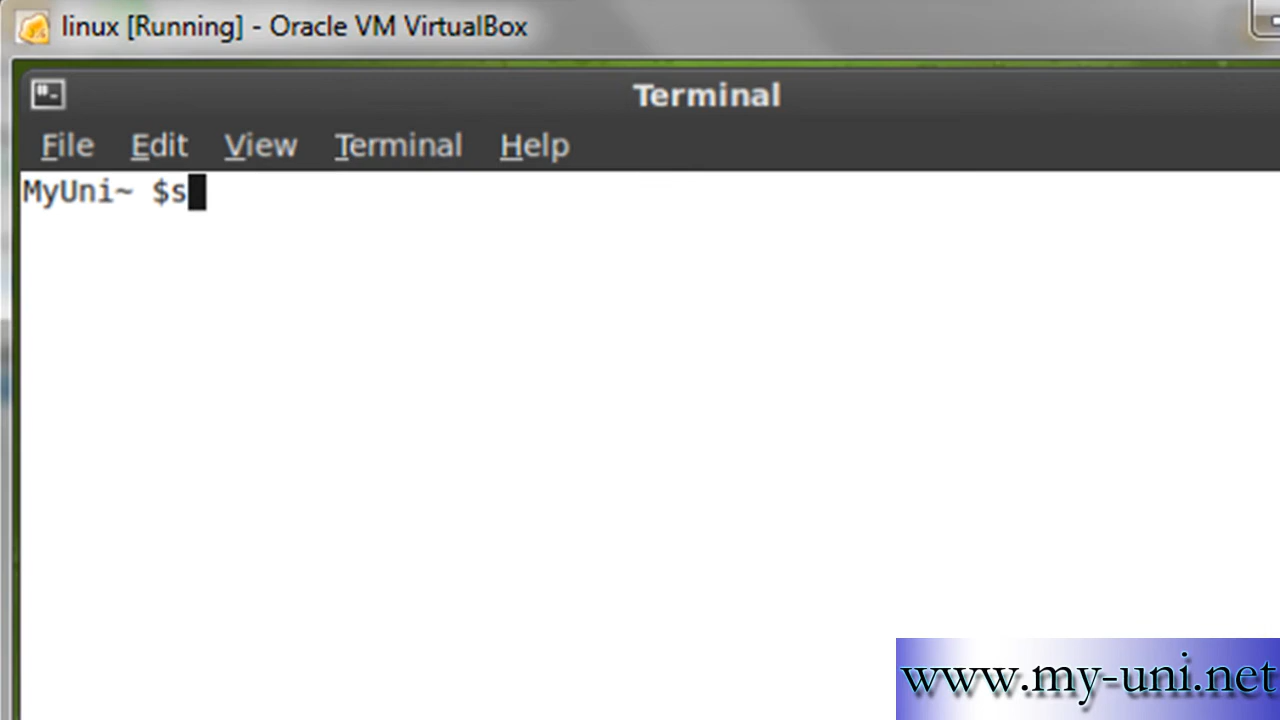 linux [Running] - Oracle VM VirtualBox
Terminal
File Edit View Terminal Help
MyUni~ $s
www.my-uni.net